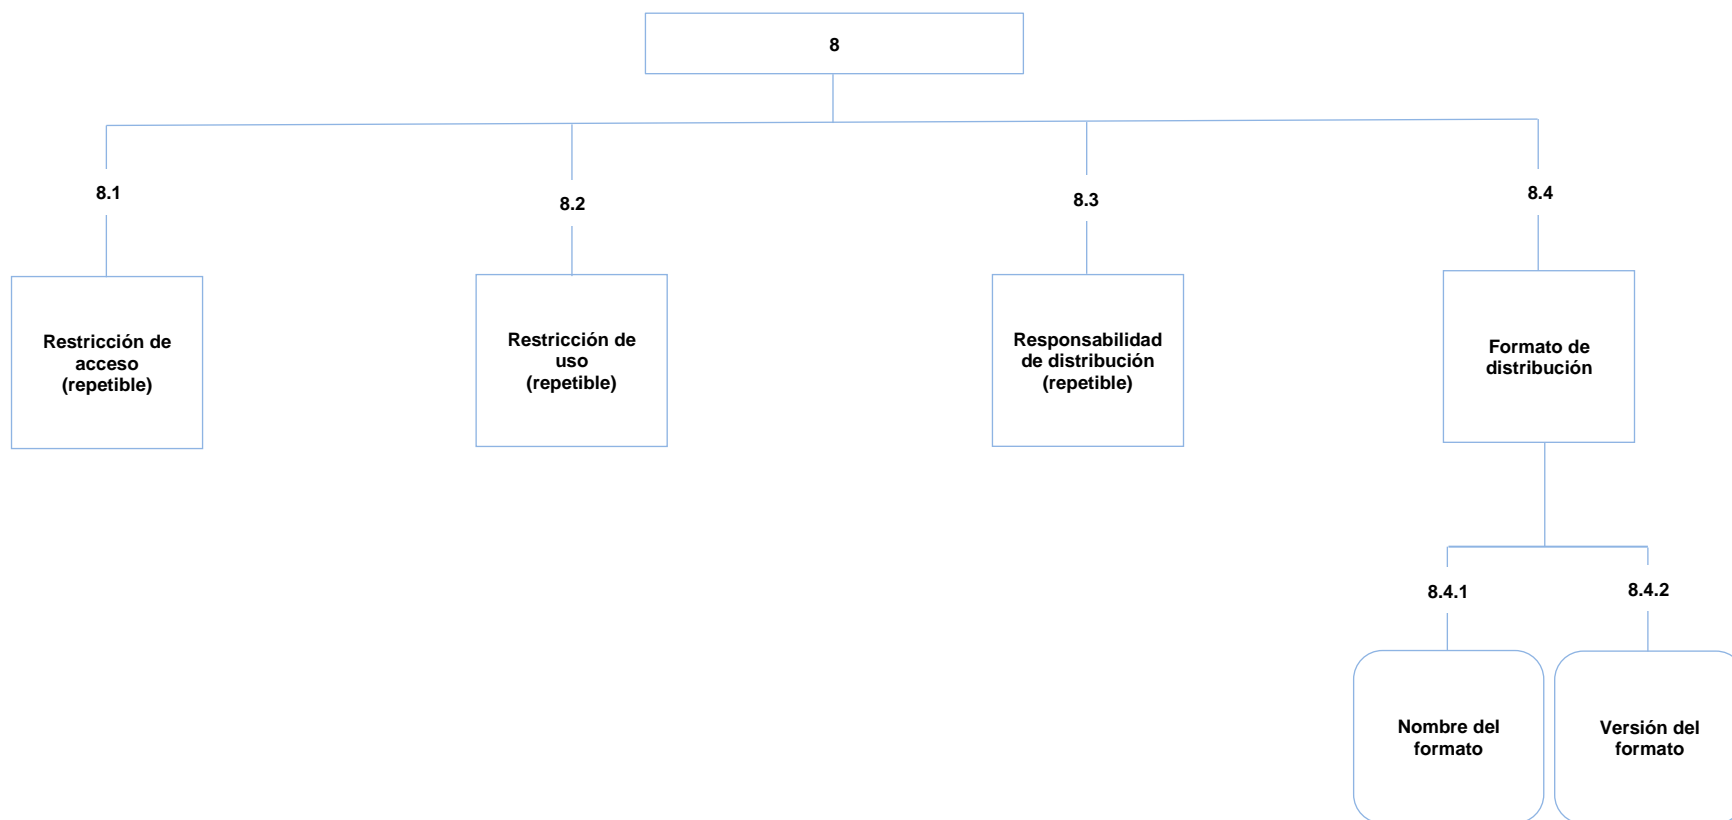 8
8.1
8.2
8.3
8.4
Restricción de
acceso
(repetible)
Restricción de
uso
(repetible)
Responsabilidad
de distribución
(repetible)
Formato de
distribución
8.4.1
8.4.2
Nombre del
formato
Versión del
formato